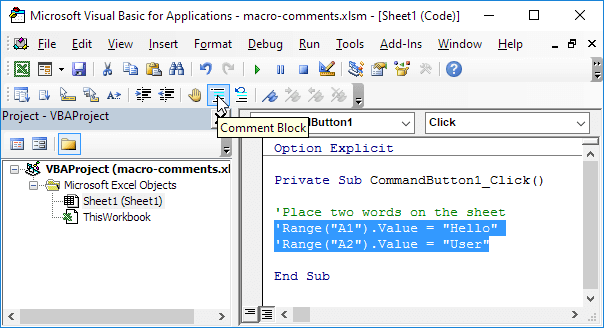 Microsoft Visual Basic for Applications - macro-comments.xlsm - [Sheet1 (Code)]
File Edit View Insert Format Debug Run Tools Add-Ins Window Help
Project - VBAProject
Comment Block
Click
VBAProject (macro-comments.xl
Microsoft Excel Objects
Sheet1 (Sheet1)
ThisWorkbook
Option Explicit
Private Sub CommandButton1_Click()
'Place two words on the sheet
'Range("A1").Value = "Hello"
'Range("A2").Value = "User"
End Sub